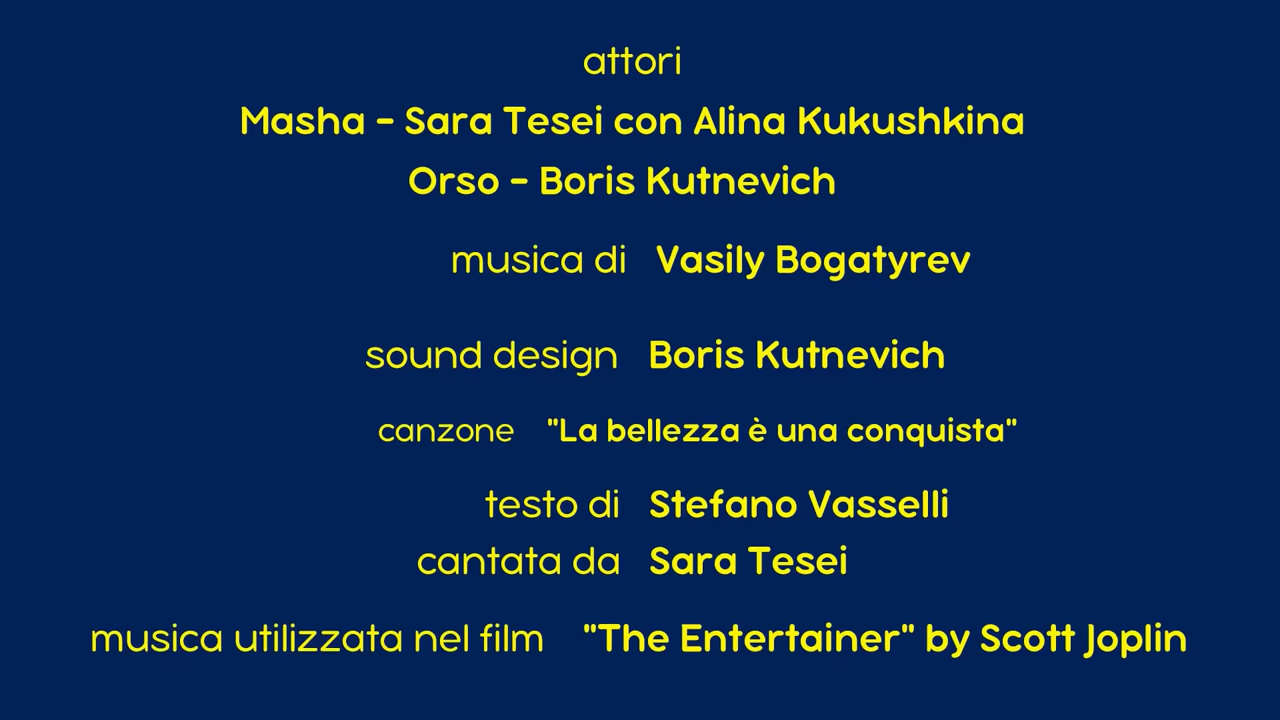 attori
Masha - Sara Tesei con Alina Kukushkina
Orso - Boris Kutnevich
musica di Vasily Bogatyrev
sound design Boris Kutnevich
canzone "La bellezza è una conquista"
testo di Stefano Vasselli
cantata da Sara Tesei
musica utilizzata nel film "The Entertainer" by Scott Joplin